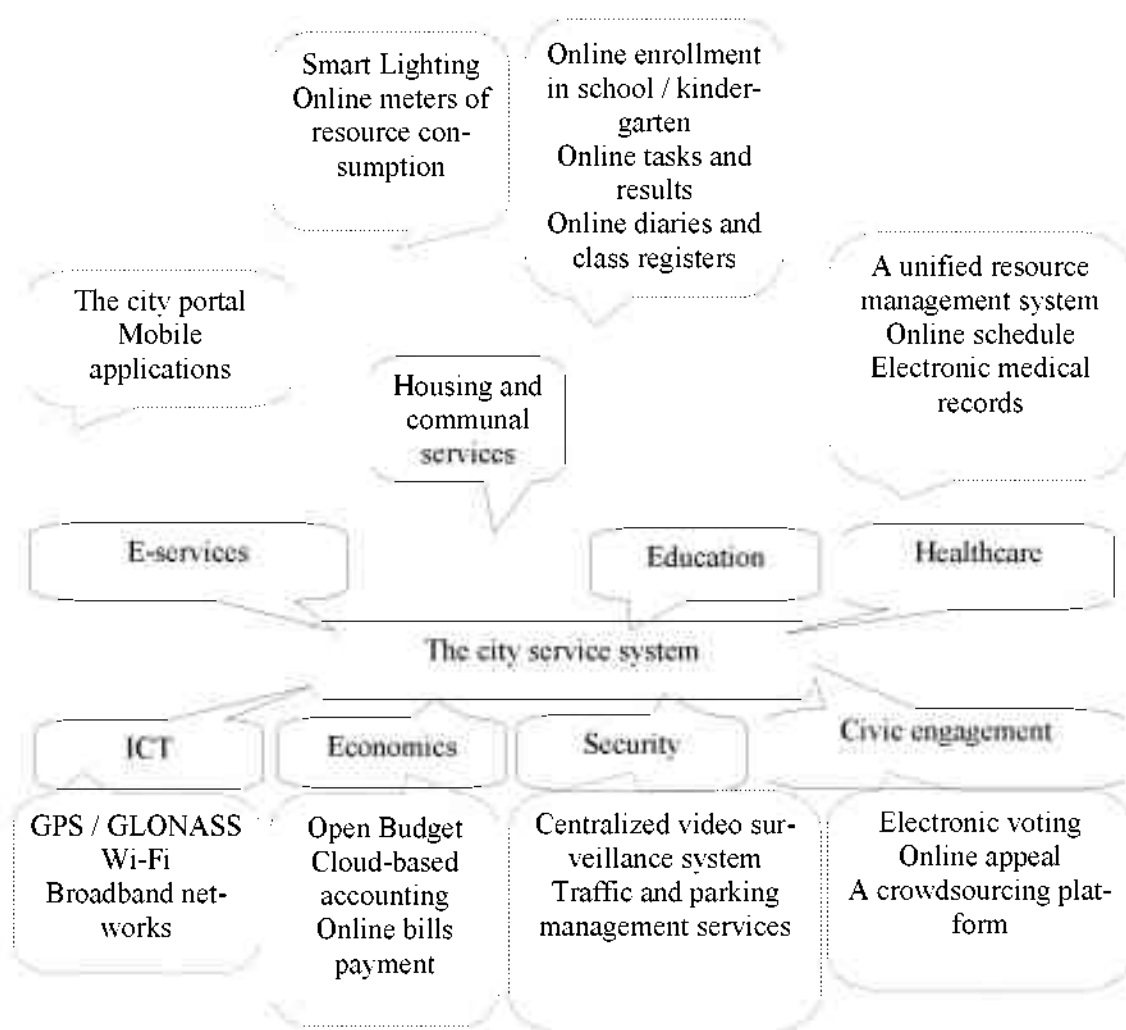 Smart Lighting
Online meters of
resource con-
sumption
Online enrollment
in school / kinder-
garten
Online tasks and
results
Online diaries and
class registers
The city portal
Mobile
applications
A unified resource
management system
Online schedule
Electronic medical
records
Housing and
communal
services
E-services
Education
Healthcare
The city service system
ICT
Economics
Security
Civic engagement
GPS / GLONASS
Wi-Fi
Broadband net-
works
Open Budget
Cloud-based
accounting
Online bills
payment
Centralized video sur-
veillance system
Traffic and parking
management services
Electronic voting
Online appeal
A crowdsourcing plat-
form